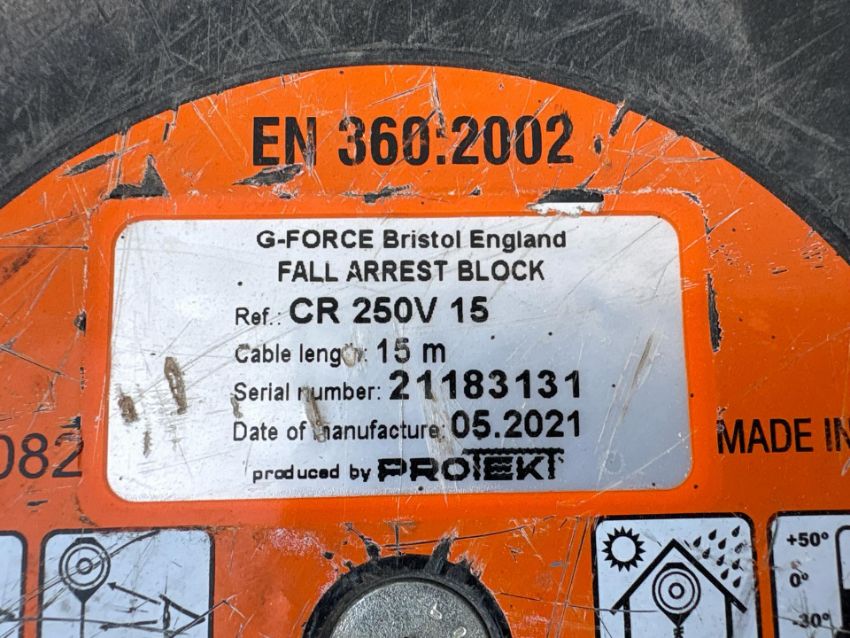 EN 360:2002
G-FORCE Bristol England
FALL ARREST BLOCK
Ref.: CR 250V 15
Cable length: 15 m
Serial number: 21183131
Date of manufacture: 05.2021
produced by PROTEKT
082
MADE IN
+50°
0°
-30°